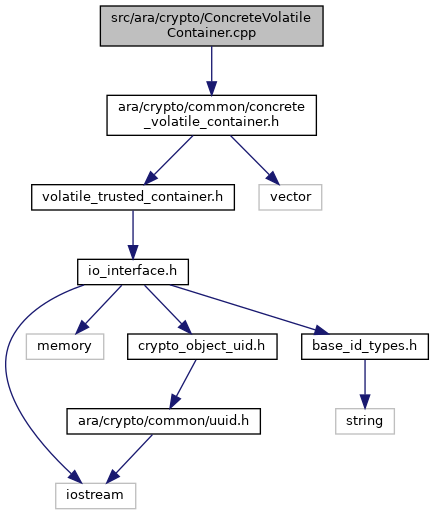 src/ara/crypto/ConcreteVolatile
Container.cpp
ara/crypto/common/concrete
_volatile_container.h
volatile_trusted_container.h
vector
io_interface.h
memory
crypto_object_uid.h
base_id_types.h
ara/crypto/common/uuid.h
string
iostream